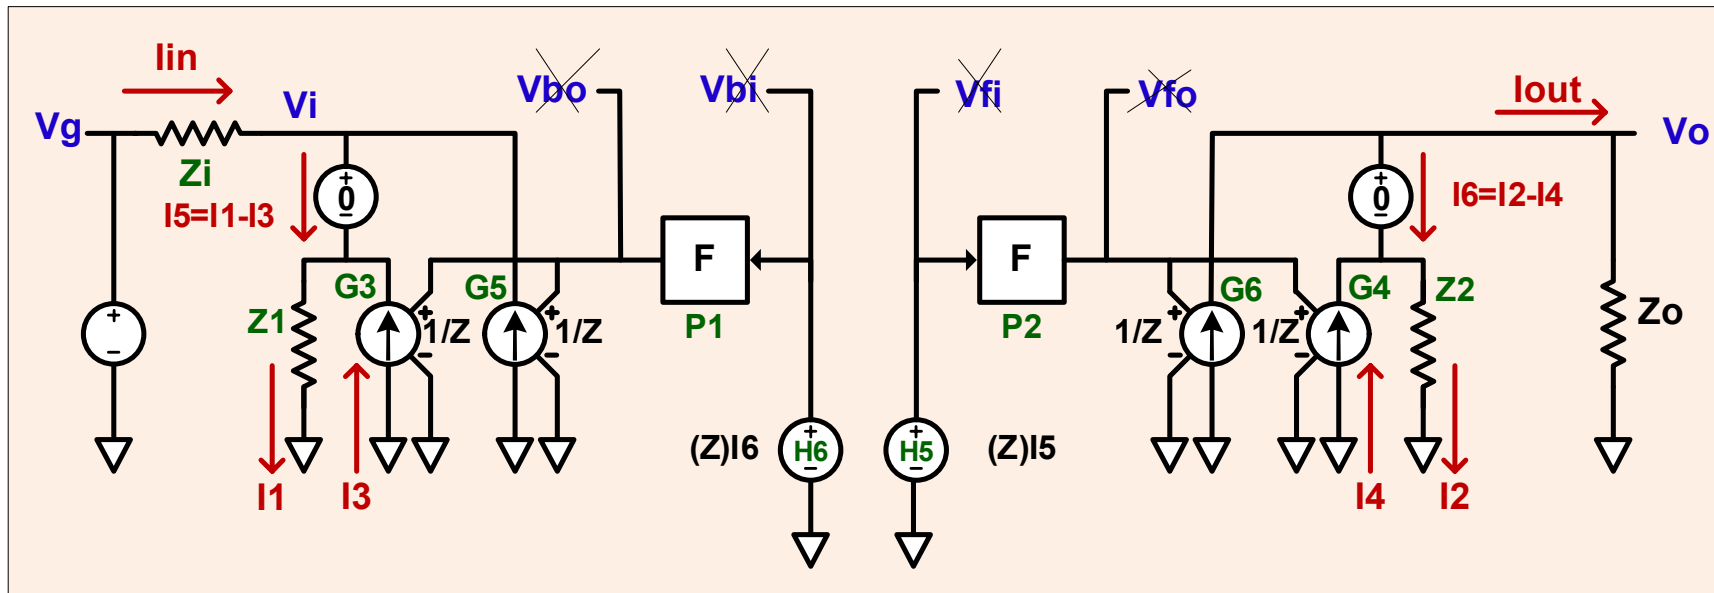 Iin
Vbo
Vbi
Vfi
Vfo
Iout
Vg
Vi
Vo
Zi
+
0
–
I5=I1-I3
+
0
–
I6=I2-I4
F
F
G3
G5
G6
G4
Z2
Z1
P1
P2
Zo
+
–
+
–
1/Z
+
–
1/Z
1/Z
+
–
1/Z
+
–
(Z)I6
+
H6
–
+
H5
–
(Z)I5
I1
I3
I4
I2